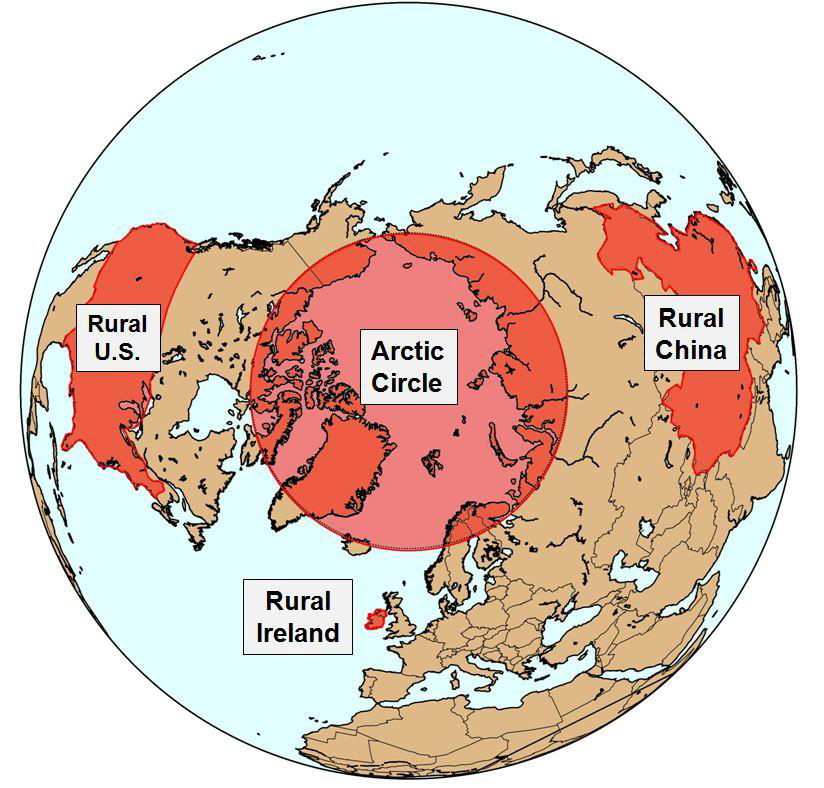 Rural
U.S.
Arctic
Circle
Rural
China
Rural
Ireland